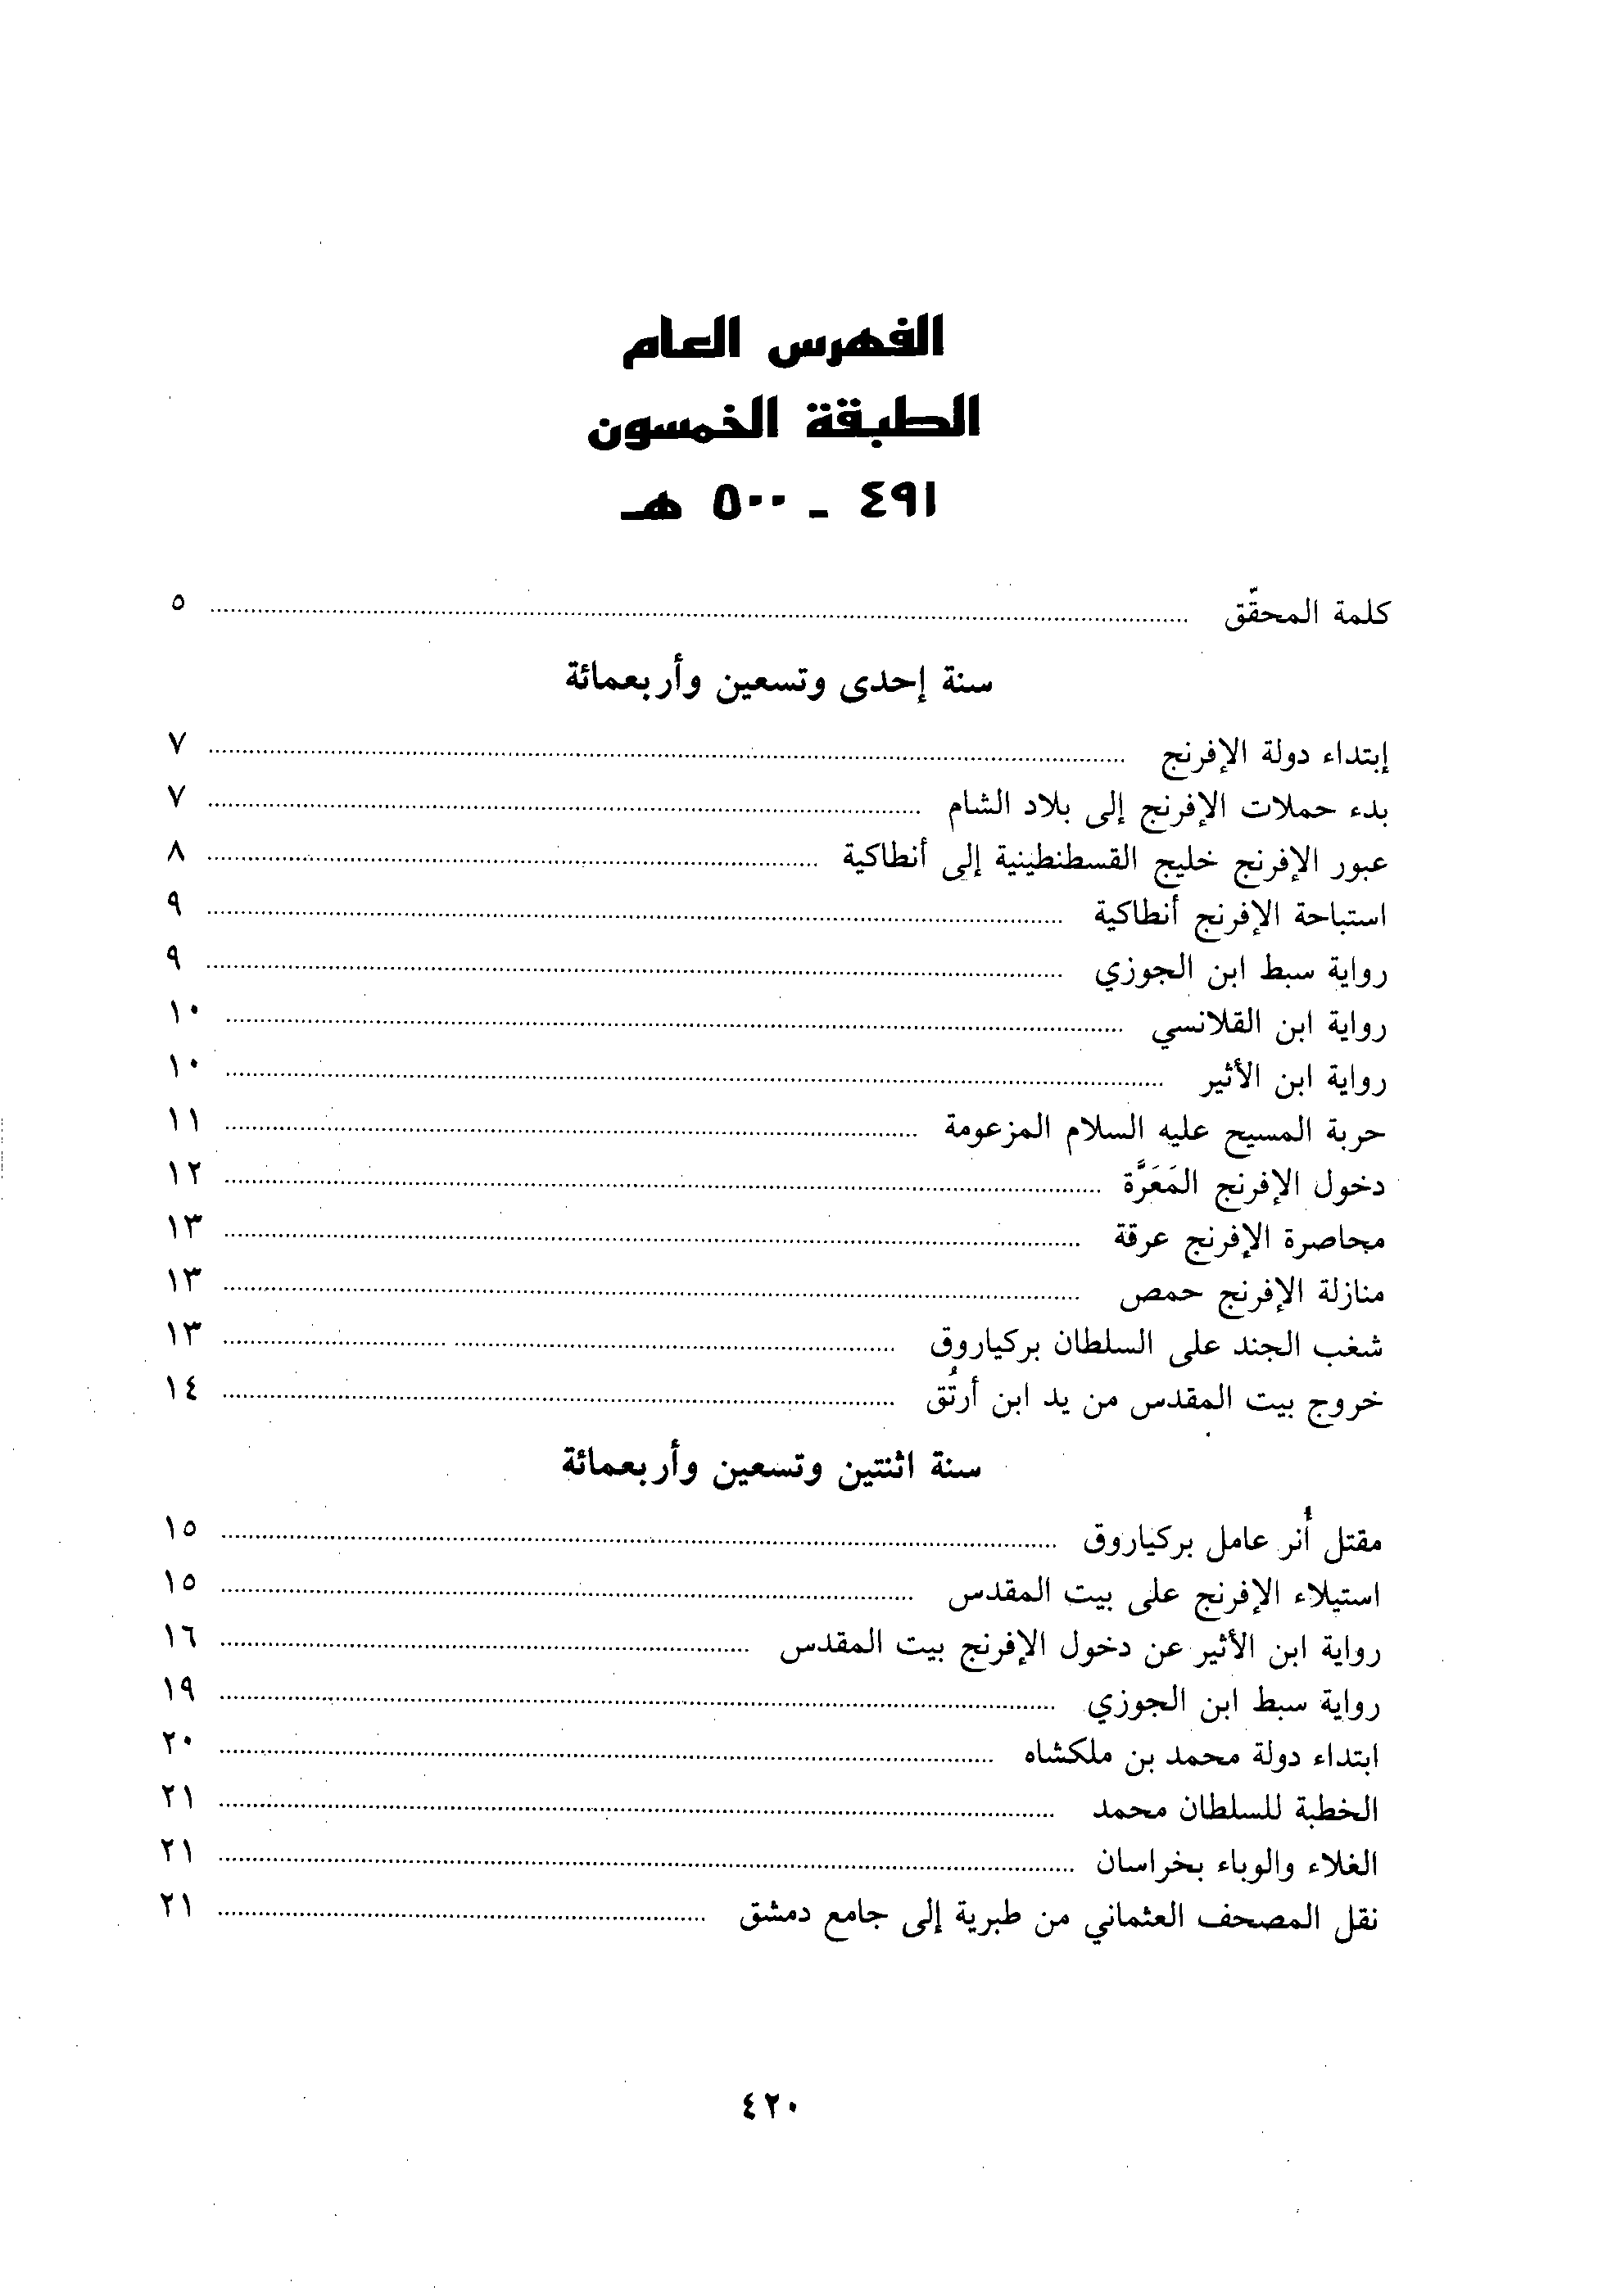 الفهرس العام
الطبقة الخمسون
٤٩١ - ٥٠٠ هـ
كلمة المحقّق ........ ٥
سنة إحدى وتسعين وأربعمائة
إبتداء دولة الإفرنج ........ ٧
بدء حملات الإفرنج إلى بلاد الشام ........ ٧
عبور الإفرنج خليج القسطنطينية إلى أنطاكية ........ ٨
استباحة الإفرنج أنطاكية ........ ٩
رواية سبط ابن الجوزي ........ ٩
رواية ابن القلانسي ........ ١٠
رواية ابن الأثير ........ ١٠
حربة المسيح عليه السلام المزعومة ........ ١١
دخول الإفرنج المَعَرَّة ........ ١٢
محاصرة الإفرنج عرقة ........ ١٣
منازلة الإفرنج حمص ........ ١٣
شغب الجند على السلطان بركياروق ........ ١٣
خروج بيت المقدس من يد ابن أرتُق ........ ١٤
سنة اثنتين وتسعين وأربعمائة
مقتل أُنر عامل بركياروق ........ ١٥
استيلاء الإفرنج على بيت المقدس ........ ١٥
رواية ابن الأثير عن دخول الإفرنج بيت المقدس ........ ١٦
رواية سبط ابن الجوزي ........ ١٩
ابتداء دولة محمد بن ملكشاه ........ ٢٠
الخطبة للسلطان محمد ........ ٢١
الغلاء والوباء بخراسان ........ ٢١
نقل المصحف العثماني من طبرية إلى جامع دمشق ........ ٢١
٤٢٠